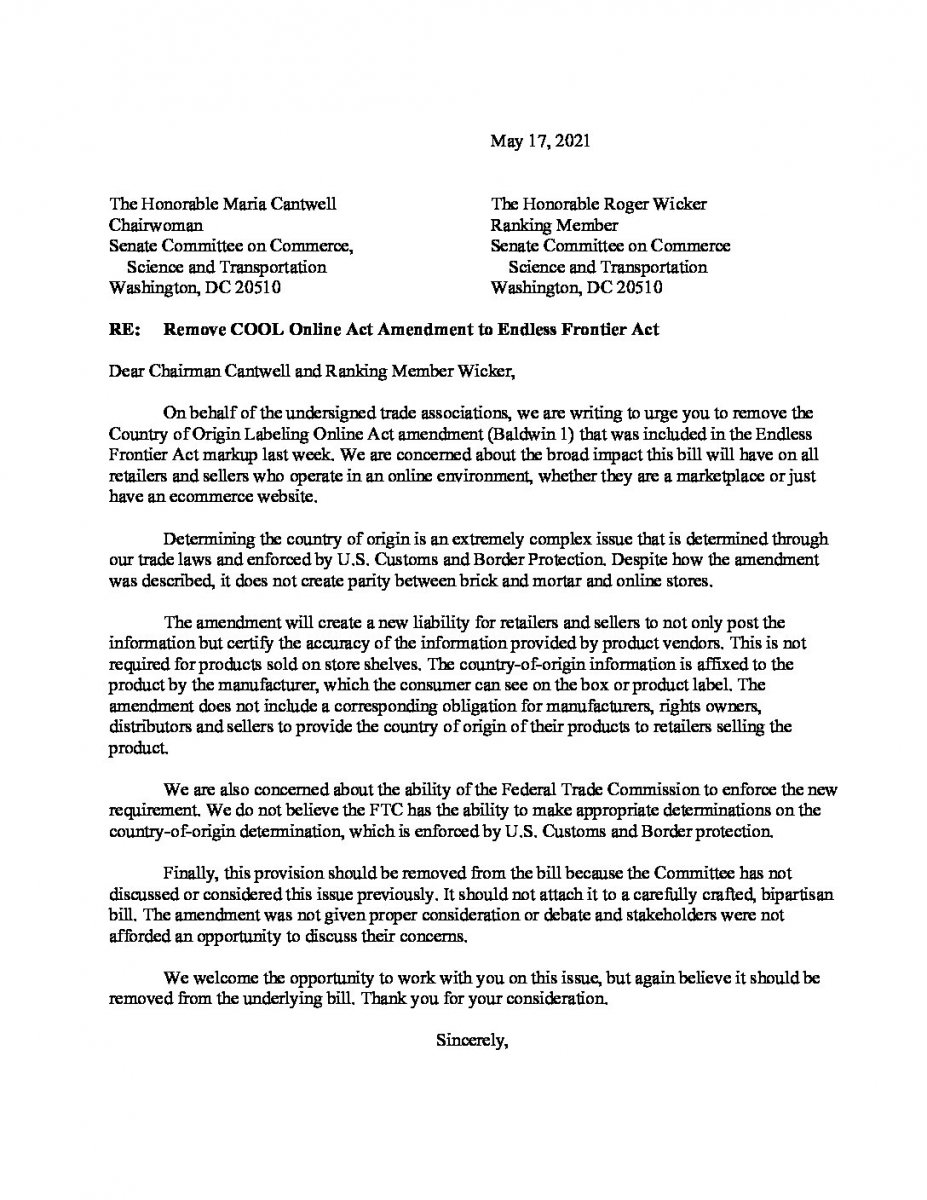 May 17, 2021
The Honorable Maria Cantwell
Chairwoman
Senate Committee on Commerce,
Science and Transportation
Washington, DC 20510
The Honorable Roger Wicker
Ranking Member
Senate Committee on Commerce
Science and Transportation
Washington, DC 20510
RE: Remove COOL Online Act Amendment to Endless Frontier Act
Dear Chairman Cantwell and Ranking Member Wicker,
On behalf of the undersigned trade associations, we are writing to urge you to remove the
Country of Origin Labeling Online Act amendment (Baldwin 1) that was included in the Endless
Frontier Act markup last week. We are concerned about the broad impact this bill will have on all
retailers and sellers who operate in an online environment, whether they are a marketplace or just
have an ecommerce website.
Determining the country of origin is an extremely complex issue that is determined through
our trade laws and enforced by U.S. Customs and Border Protection. Despite how the amendment
was described, it does not create parity between brick and mortar and online stores.
The amendment will create a new liability for retailers and sellers to not only post the
information but certify the accuracy of the information provided by product vendors. This is not
required for products sold on store shelves. The country-of-origin information is affixed to the
product by the manufacturer, which the consumer can see on the box or product label. The
amendment does not include a corresponding obligation for manufacturers, rights owners,
distributors and sellers to provide the country of origin of their products to retailers selling the
product.
We are also concerned about the ability of the Federal Trade Commission to enforce the new
requirement. We do not believe the FTC has the ability to make appropriate determinations on the
country-of-origin determination, which is enforced by U.S. Customs and Border protection.
Finally, this provision should be removed from the bill because the Committee has not
discussed or considered this issue previously. It should not attach it to a carefully crafted, bipartisan
bill. The amendment was not given proper consideration or debate and stakeholders were not
afforded an opportunity to discuss their concerns.
We welcome the opportunity to work with you on this issue, but again believe it should be
removed from the underlying bill. Thank you for your consideration.
Sincerely,